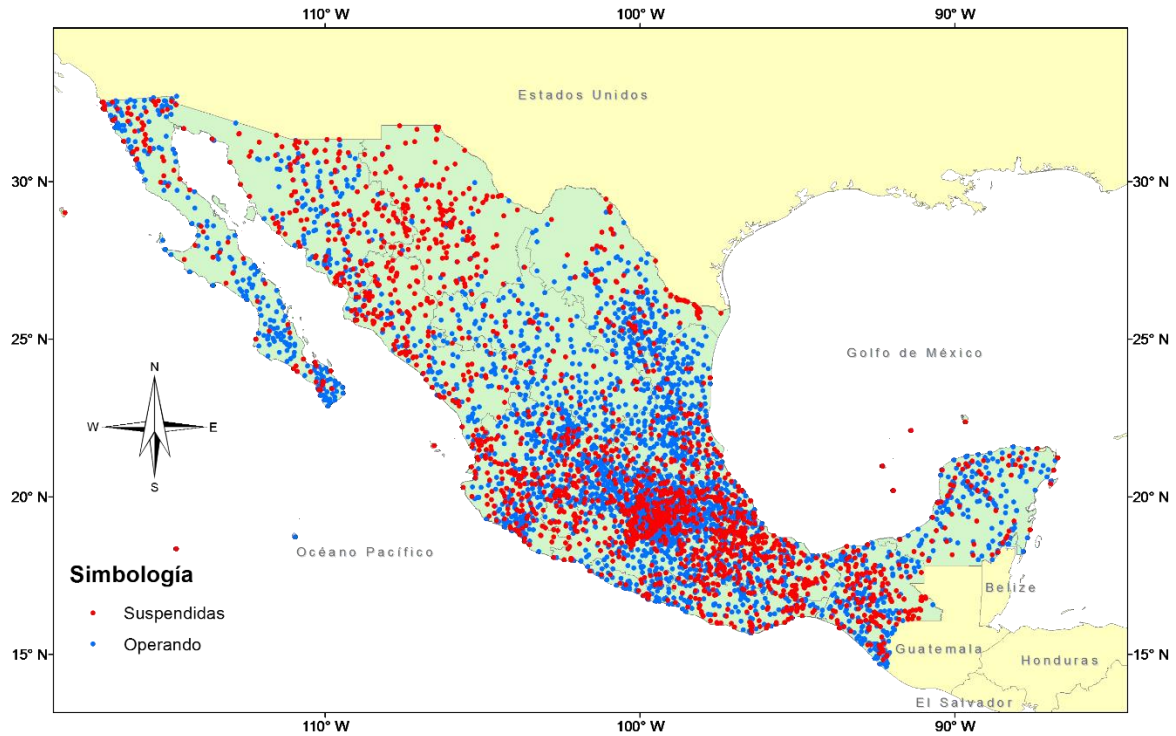 110° W 100° W 90° W
Estados Unidos
30° N 30° N
25° N 25° N
Golfo de México
N
W E
S
20° N 20° N
Océano Pacífico
Simbología
Suspendidas
Operando
Belize
Guatemala
Honduras
15° N 15° N
El Salvador
110° W 100° W 90° W